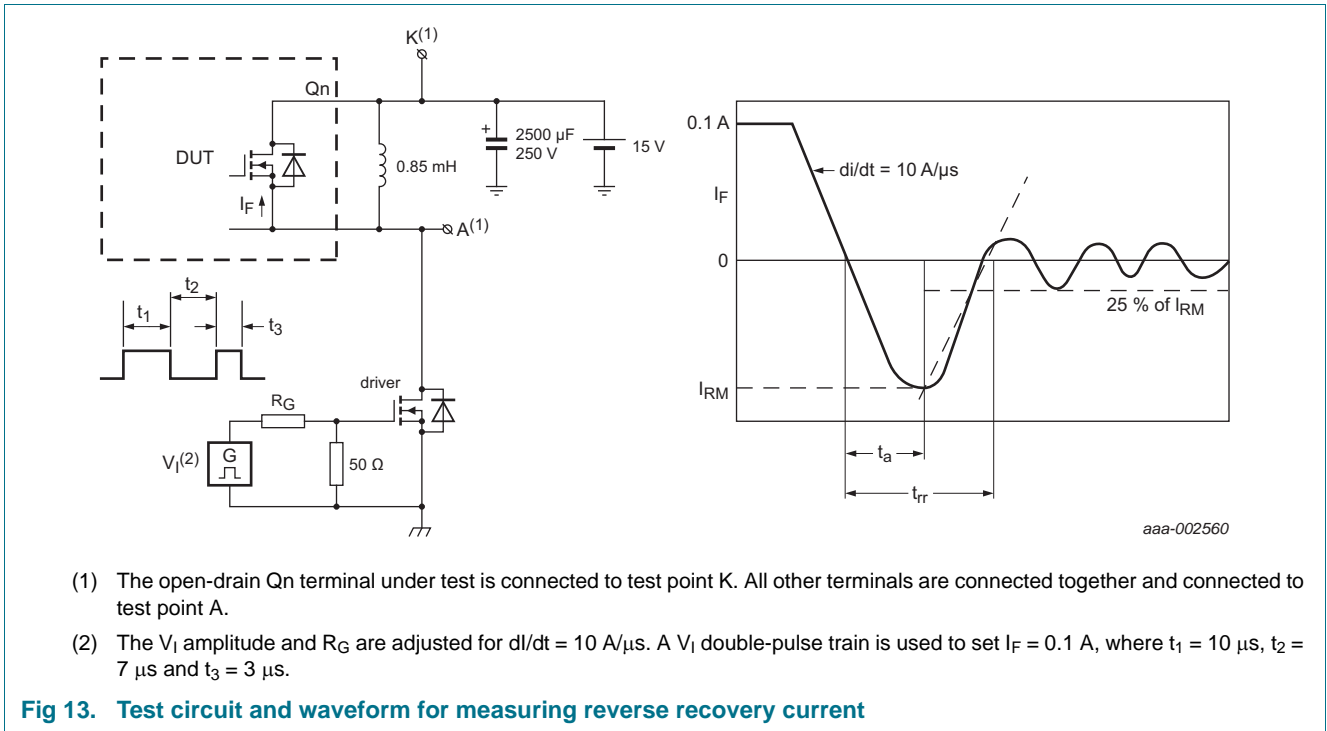 K(1)
Qn
DUT
IF
0.85 mH
+
2500 µF
250 V
15 V
A(1)
t1
t2
t3
driver
RG
VI(2)
G
50 Ω
0.1 A
di/dt = 10 A/µs
IF
0
25 % of IRM
IRM
ta
trr
aaa-002560
(1) The open-drain Qn terminal under test is connected to test point K. All other terminals are connected together and connected to
test point A.
(2) The VI amplitude and RG are adjusted for dI/dt = 10 A/µs. A VI double-pulse train is used to set IF = 0.1 A, where t1 = 10 µs, t2 =
7 µs and t3 = 3 µs.
Fig 13. Test circuit and waveform for measuring reverse recovery current